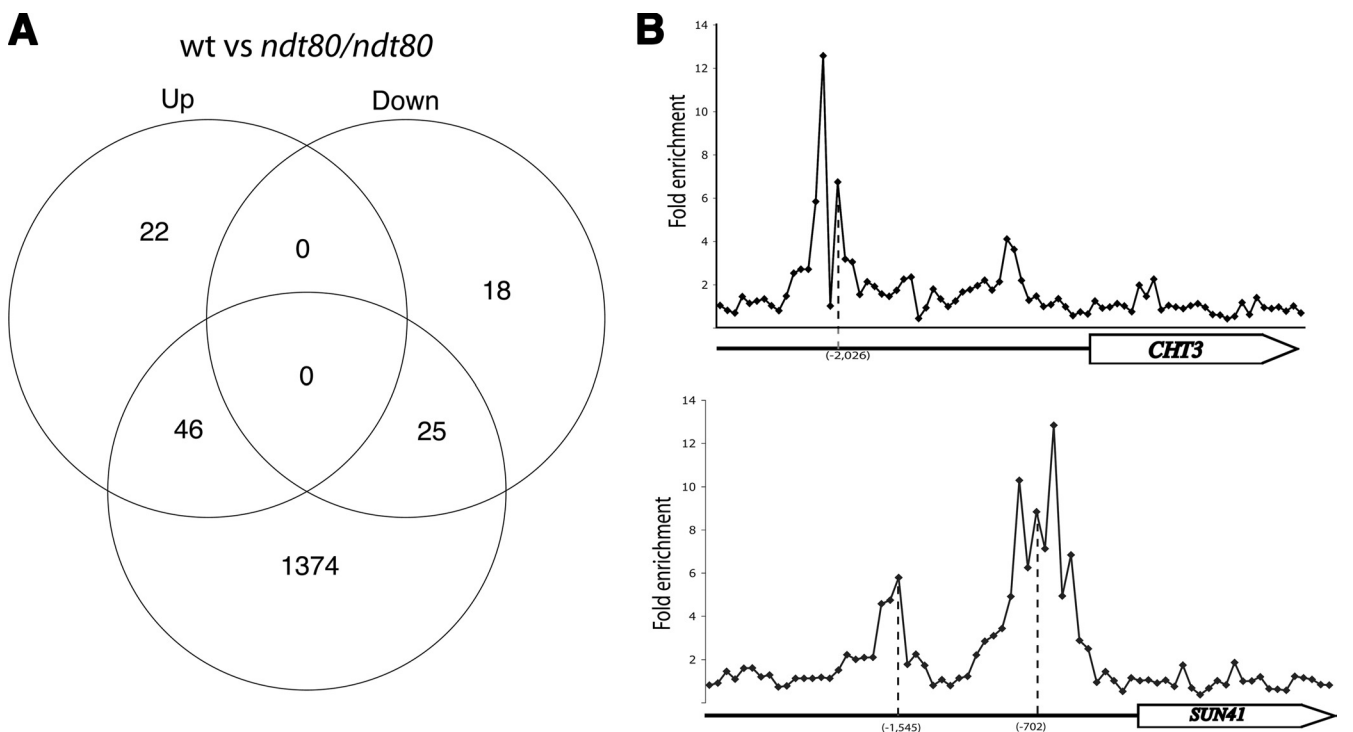 A
wt vs ndt80/ndt80
Up
Down
22
0
18
0
46
25
1374
B
Fold enrichment
14
12
10
8
6
4
2
(-2,026)
CHT3
Fold enrichment
14
12
10
8
6
4
2
(-1,545)
(-702)
SUN41